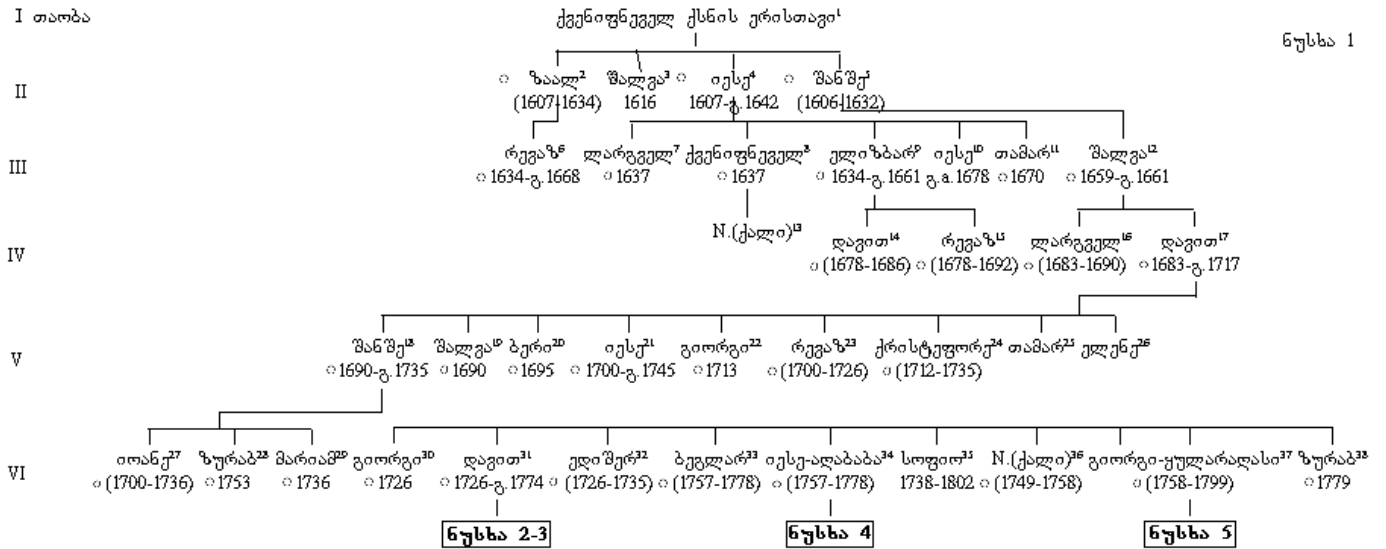 I თაობა ქვენიფნეველ ქსნის ერისთავი¹
ნუსხა 1
○ ზაალ² შალვა³ ○ იესე⁴ ○ შანშე⁵
II (1607-1634) 1616 1607-გ.1642 (1606-1632)
რევაზ⁶ ლარგველ⁷ ქვენიფნეველ⁸ ელიზბარ⁹ იესე¹⁰ თამარ¹¹ შალვა¹²
III ○ 1634-გ.1668 ○ 1637 ○ 1637 ○ 1634-გ.1661 გ.ა.1678 ○ 1670 ○ 1659-გ.1661
N.(ქალი)¹³ დავით¹⁴ რევაზ¹⁵ ლარგველ¹⁶ დავით¹⁷
IV ○ (1678-1686) ○ (1678-1692) ○ (1683-1690) ○ 1683-გ.1717
შანშე¹⁸ შალვა¹⁹ ბერი²⁰ იესე²¹ გიორგი²² რევაზ²³ ქრისტეფორე²⁴ თამარ²⁵ ელენე²⁶
V ○ 1690-გ.1735 ○ 1690 ○ 1695 ○ 1700-გ.1745 ○ 1713 ○ (1700-1726) ○ (1712-1735)
იოანე²⁷ ზურაბ²⁸ მარიამ²⁹ გიორგი³⁰ დავით³¹ ედიშერ³² ბეგლარ³³ იესე-აღაბაბა³⁴ სოფიო³⁵ N.(ქალი)³⁶ გიორგი-ყულარაღასი³⁷ ზურაბ³⁸
VI ○ (1700-1736) ○ 1753 ○ 1736 ○ 1726 ○ 1726-გ.1774 ○ (1726-1735) ○ (1757-1778) ○ (1757-1778) 1738-1802 ○ (1749-1758) ○ (1758-1799) ○ 1779
ნუსხა 2-3 ნუსხა 4 ნუსხა 5